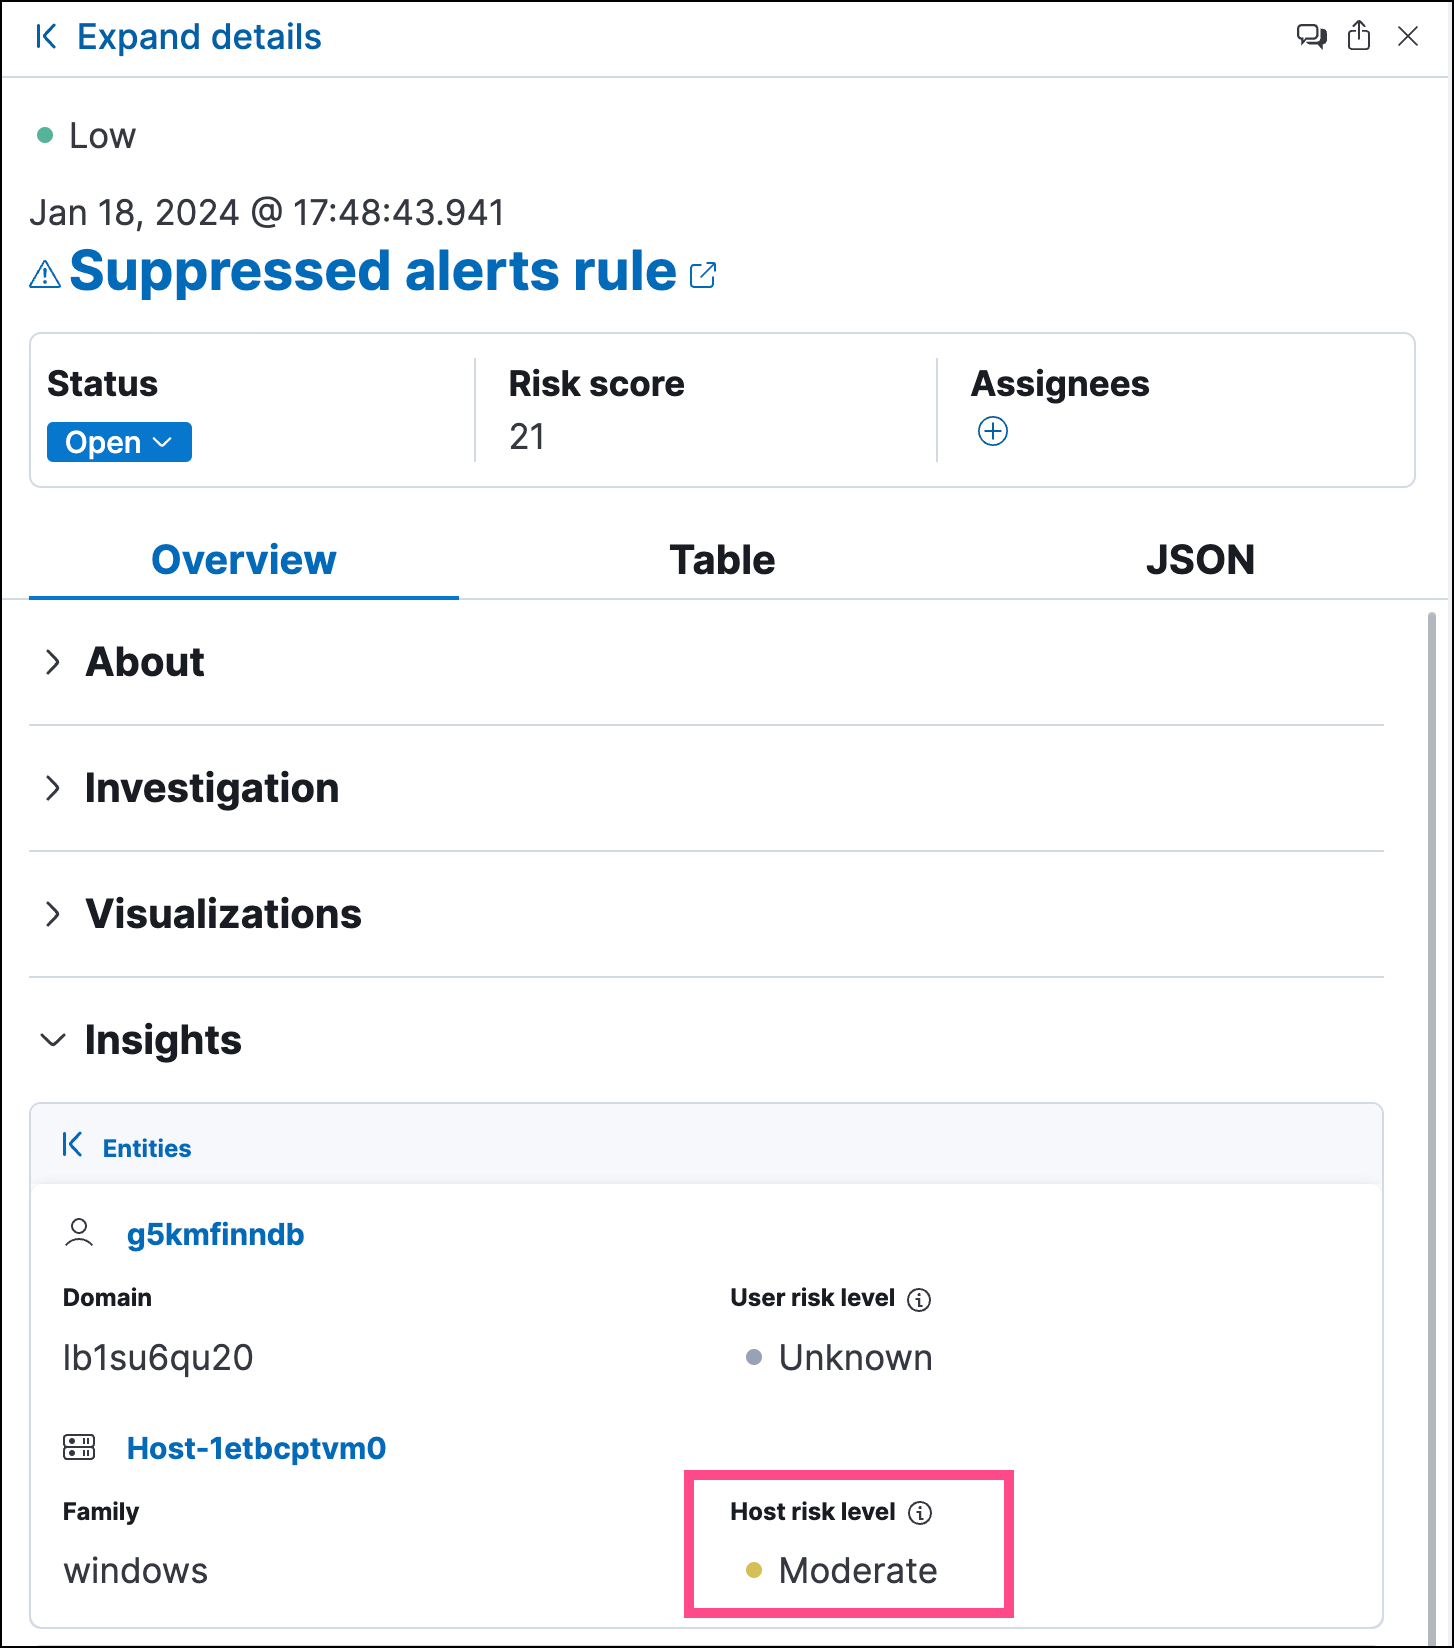 Expand details
Low
Jan 18, 2024 @ 17:48:43.941
Suppressed alerts rule
Status
Open
Risk score
21
Assignees
Overview
Table
JSON
About
Investigation
Visualizations
Insights
Entities
g5kmfinndb
Domain
lb1su6qu20
User risk level
Unknown
Host-1etbcptvm0
Family
windows
Host risk level
Moderate